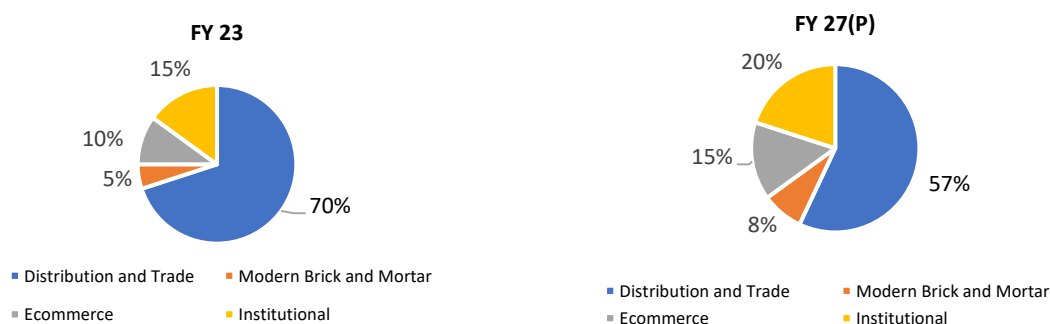 FY 23
15%
10%
5%
70%
Distribution and Trade
Modern Brick and Mortar
Ecommerce
Institutional
FY 27(P)
20%
15%
8%
57%
Distribution and Trade
Modern Brick and Mortar
Ecommerce
Institutional